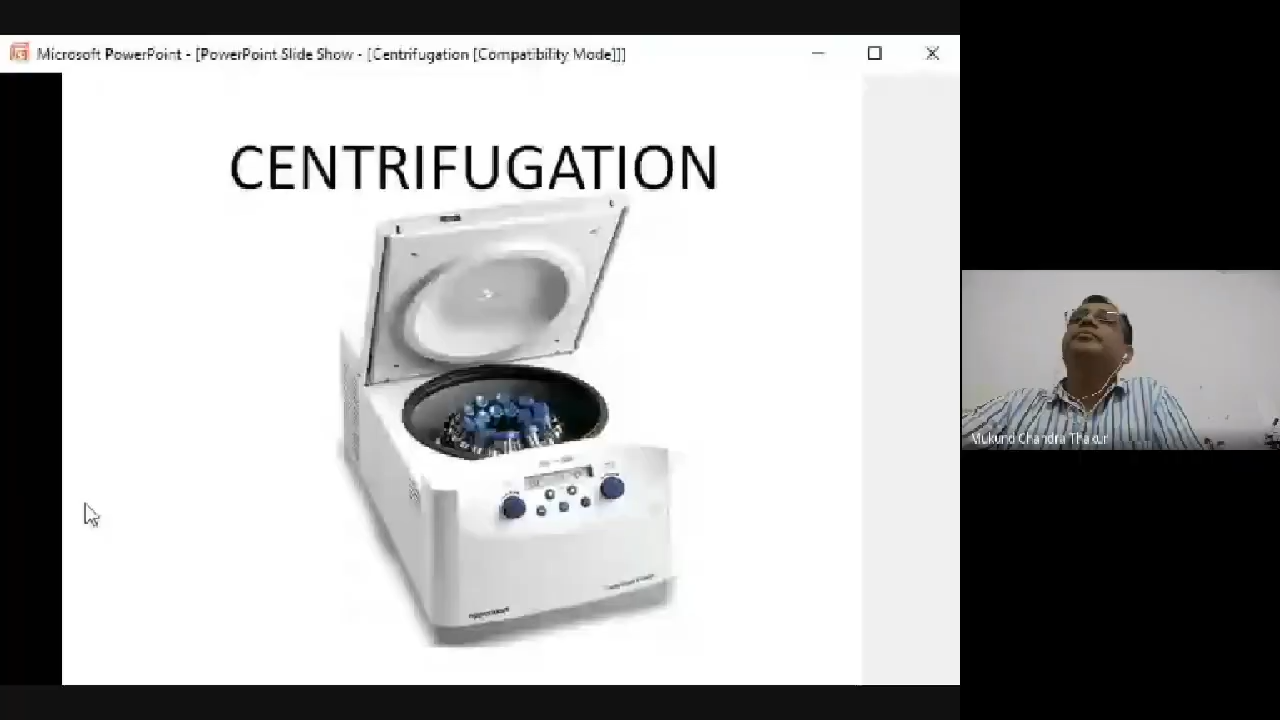 Microsoft PowerPoint - [PowerPoint Slide Show - [Centrifugation [Compatibility Mode]]]
CENTRIFUGATION
Mukund Chandra Thakur